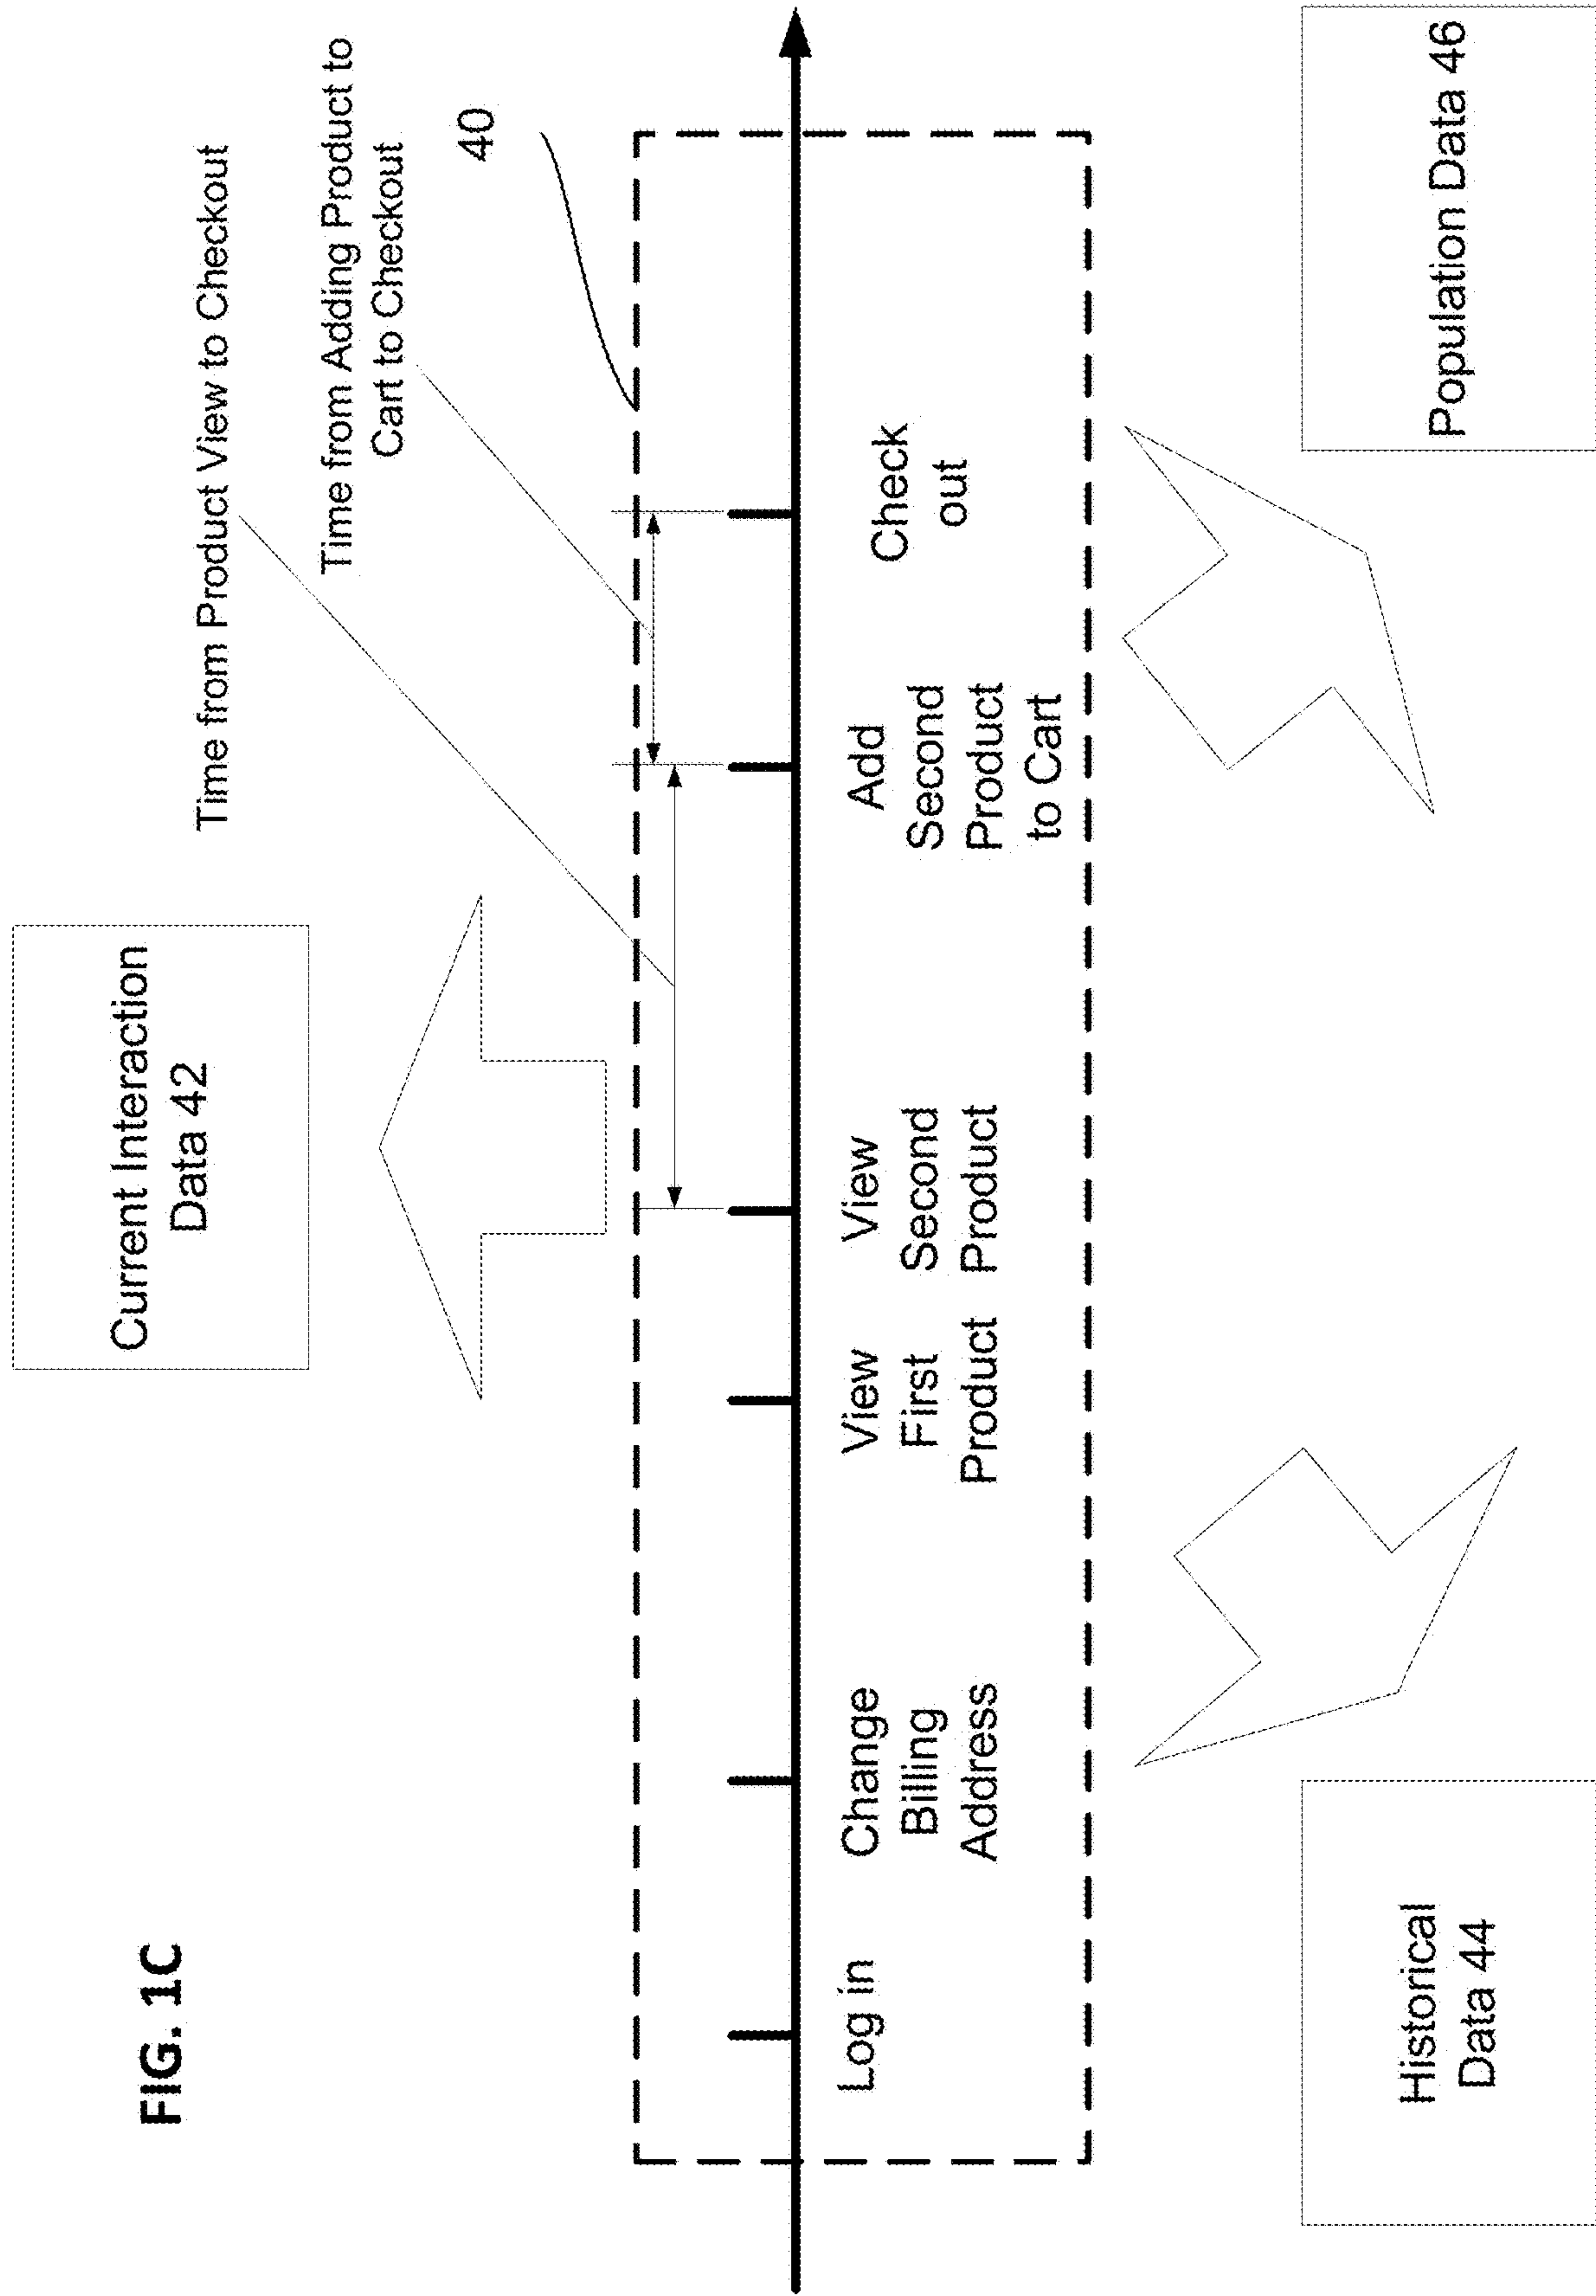 FIG. 1C
Current Interaction
Data 42
Time from Product View to Checkout
Time from Adding Product to
Cart to Checkout
40
Log in
Change
Billing
Address
View
First
Product
View
Second
Product
Add
Second
Product
to Cart
Check
out
Historical
Data 44
Population Data 46